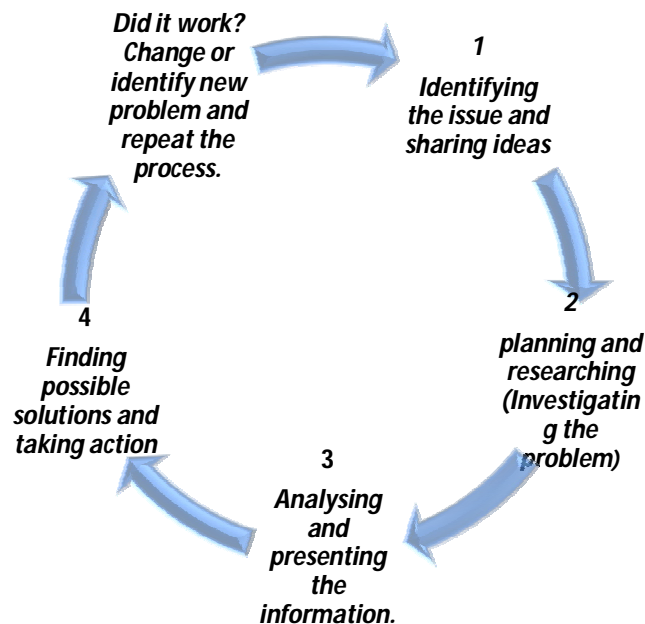 Did it work?
Change or
identify new
problem and
repeat the
process.
1
Identifying
the issue and
sharing ideas
2
planning and
researching
(Investigatin
g the
problem)
3
Analysing
and
presenting
the
information.
4
Finding
possible
solutions and
taking action